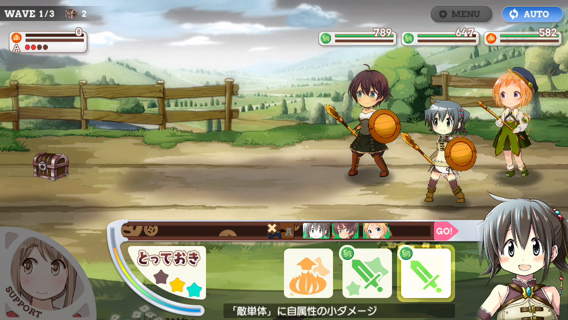 WAVE 1/3 2
MENU
AUTO
0
789
647
582
A
GO!
とっておき
SUPPORT
「敵単体」に自属性の小ダメージ